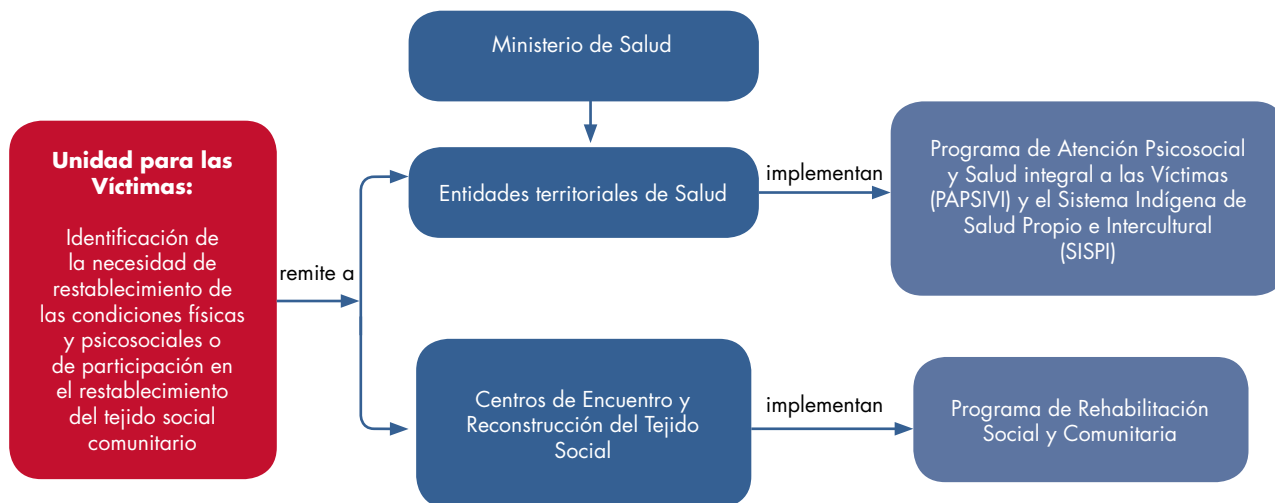 Unidad para las
Víctimas:
Identificación de
la necesidad de
restablecimiento de
las condiciones físicas
y psicosociales o
de participación en
el restablecimiento
del tejido social
comunitario
remite a
Ministerio de Salud
Entidades territoriales de Salud
implementan
Programa de Atención Psicosocial
y Salud integral a las Víctimas
(PAPSIVI) y el Sistema Indígena de
Salud Propio e Intercultural
(SISPI)
Centros de Encuentro y
Reconstrucción del Tejido
Social
implementan
Programa de Rehabilitación
Social y Comunitaria